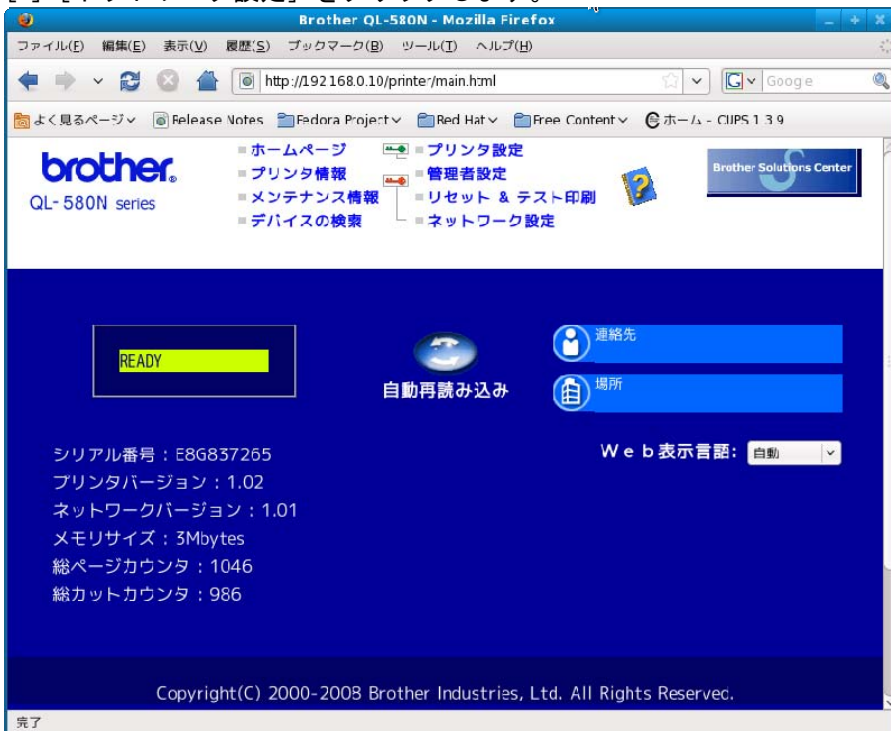 Brother QL-580N - Mozilla Firefox
ファイル(F) 編集(E) 表示(V) 履歴(S) ブックマーク(B) ツール(T) ヘルプ(H)
http://192.168.0.10/printer/main.html
Google
よく見るページ Release Notes Fedora Project Red Hat Free Content ホーム - CUPS 1.3.9
brother.
QL-580N series
ホームページ
プリンタ情報
メンテナンス情報
デバイスの検索
プリンタ設定
管理者設定
リセット & テスト印刷
ネットワーク設定
Brother Solutions Center
READY
自動再読み込み
連絡先
場所
Web表示言語: 自動
シリアル番号 : E8G837265
プリンタバージョン : 1.02
ネットワークバージョン : 1.01
メモリサイズ : 3Mbytes
総ページカウンタ : 1046
総カットカウンタ : 986
Copyright(C) 2000-2008 Brother Industries, Ltd. All Rights Reserved.
完了